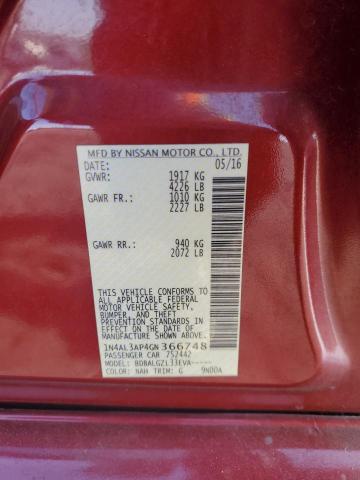 MFD BY NISSAN MOTOR CO., LTD.
DATE: 05/16
GVWR: 1917 KG
4226 LB
GAWR FR.: 1010 KG
2227 LB
GAWR RR.: 940 KG
2072 LB
THIS VEHICLE CONFORMS TO
ALL APPLICABLE FEDERAL
MOTOR VEHICLE SAFETY,
BUMPER, AND THEFT
PREVENTION STANDARDS
IN EFFECT ON THE DATE
OF MANUFACTURE SHOWN ABOVE.
1N4AL3AP4GN366748
PASSENGER CAR 752442
MODEL: BDBALGZL33EVA-----
COLOR: NAH TRIM: G 9N00A